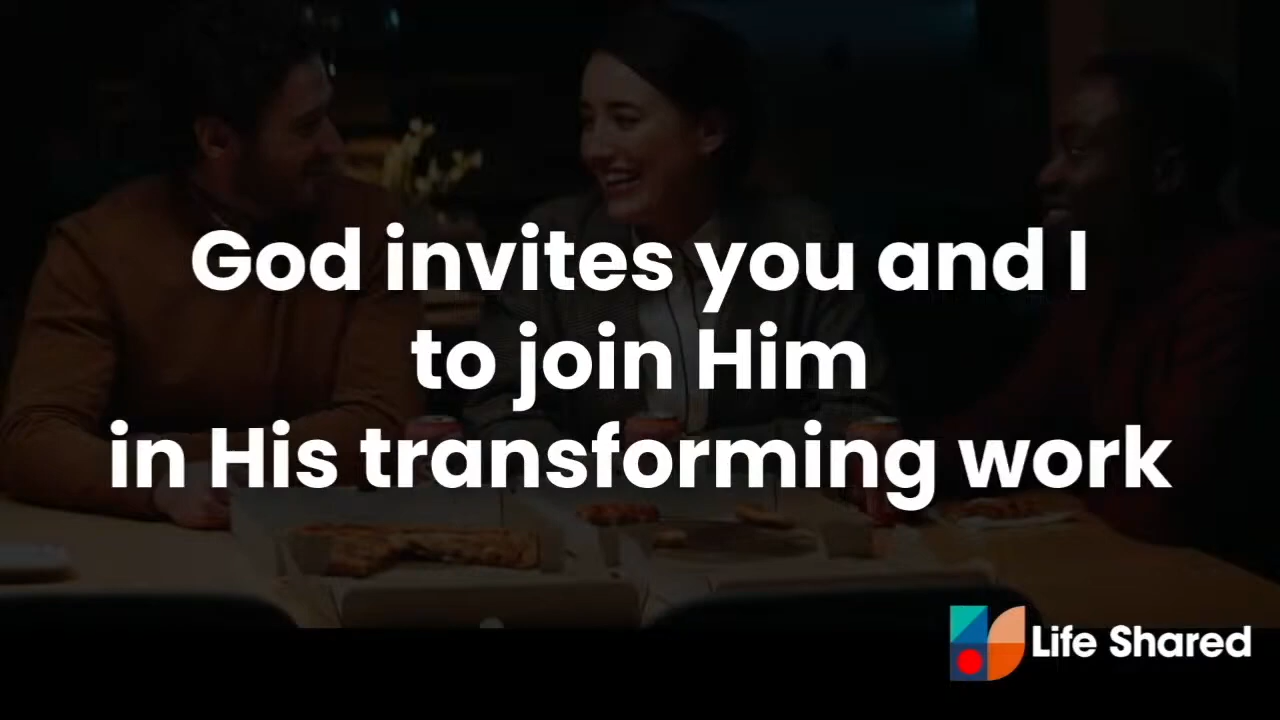 God invites you and I
to join Him
in His transforming work
Life Shared